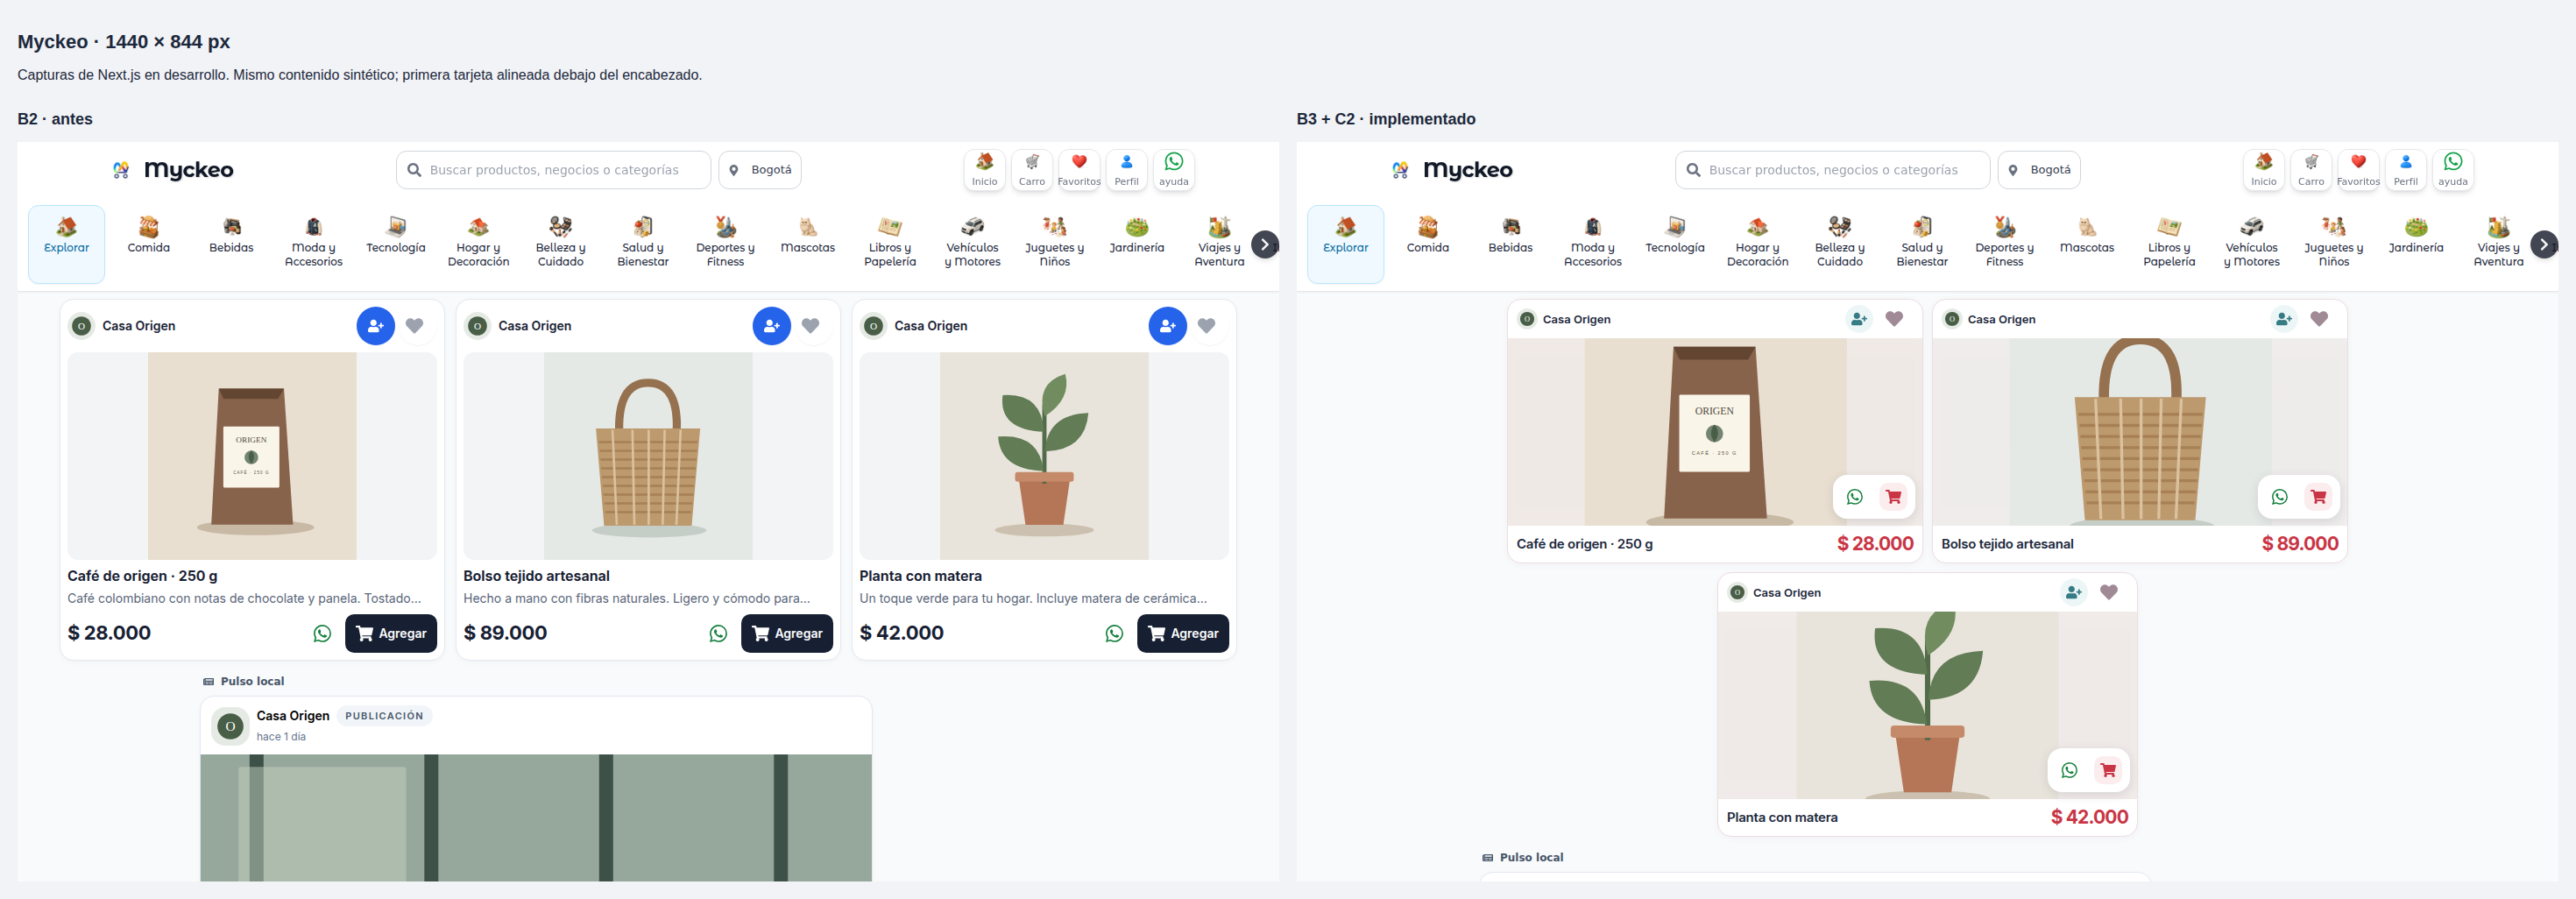 Myckeo · 1440 × 844 px
Capturas de Next.js en desarrollo. Mismo contenido sintético; primera tarjeta alineada debajo del encabezado.
B2 · antes
Myckeo
Buscar productos, negocios o categorías
Bogotá
Inicio
Carro
Favoritos
Perfil
ayuda
Explorar
Comida
Bebidas
Moda y
Accesorios
Tecnología
Hogar y
Decoración
Belleza y
Cuidado
Salud y
Bienestar
Deportes y
Fitness
Mascotas
Libros y
Papelería
Vehículos
y Motores
Juguetes y
Niños
Jardinería
Viajes y
Aventura
O
Casa Origen
ORIGEN
CAFÉ · 250 G
Café de origen · 250 g
Café colombiano con notas de chocolate y panela. Tostado...
$ 28.000
Agregar
O
Casa Origen
Bolso tejido artesanal
Hecho a mano con fibras naturales. Ligero y cómodo para...
$ 89.000
Agregar
O
Casa Origen
Planta con matera
Un toque verde para tu hogar. Incluye matera de cerámica...
$ 42.000
Agregar
Pulso local
O
Casa Origen
PUBLICACIÓN
hace 1 día
B3 + C2 · implementado
Myckeo
Buscar productos, negocios o categorías
Bogotá
Inicio
Carro
Favoritos
Perfil
ayuda
Explorar
Comida
Bebidas
Moda y
Accesorios
Tecnología
Hogar y
Decoración
Belleza y
Cuidado
Salud y
Bienestar
Deportes y
Fitness
Mascotas
Libros y
Papelería
Vehículos
y Motores
Juguetes y
Niños
Jardinería
Viajes y
Aventura
O
Casa Origen
ORIGEN
CAFÉ · 250 G
Café de origen · 250 g
$ 28.000
O
Casa Origen
Bolso tejido artesanal
$ 89.000
O
Casa Origen
Planta con matera
$ 42.000
Pulso local